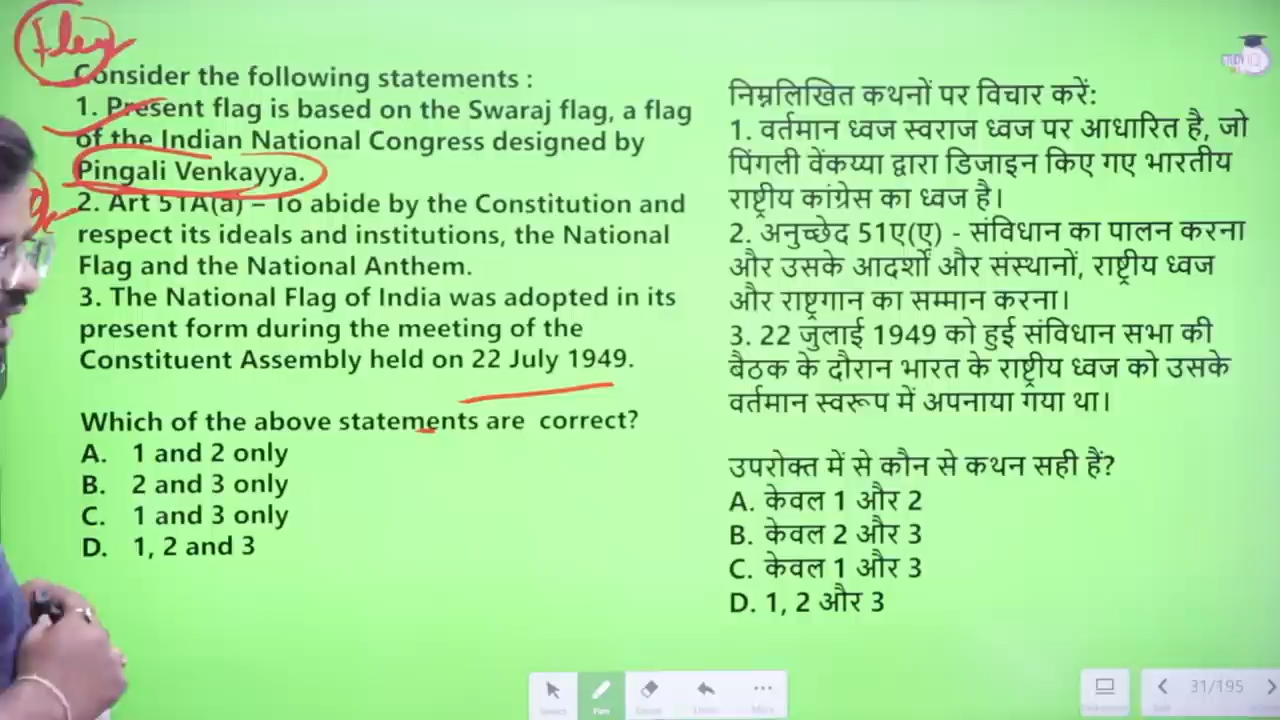 Flag
Consider the following statements :
1. Present flag is based on the Swaraj flag, a flag
of the Indian National Congress designed by
Pingali Venkayya.
2. Art 51A(a) – To abide by the Constitution and
respect its ideals and institutions, the National
Flag and the National Anthem.
3. The National Flag of India was adopted in its
present form during the meeting of the
Constituent Assembly held on 22 July 1949.
Which of the above statements are correct?
A. 1 and 2 only
B. 2 and 3 only
C. 1 and 3 only
D. 1, 2 and 3
निम्नलिखित कथनों पर विचार करें:
1. वर्तमान ध्वज स्वराज ध्वज पर आधारित है, जो
पिंगली वेंकय्या द्वारा डिजाइन किए गए भारतीय
राष्ट्रीय कांग्रेस का ध्वज है।
2. अनुच्छेद 51ए(ए) - संविधान का पालन करना
और उसके आदर्शों और संस्थानों, राष्ट्रीय ध्वज
और राष्ट्रगान का सम्मान करना।
3. 22 जुलाई 1949 को हुई संविधान सभा की
बैठक के दौरान भारत के राष्ट्रीय ध्वज को उसके
वर्तमान स्वरूप में अपनाया गया था।
उपरोक्त में से कौन से कथन सही हैं?
A. केवल 1 और 2
B. केवल 2 और 3
C. केवल 1 और 3
D. 1, 2 और 3
Pen
31/195